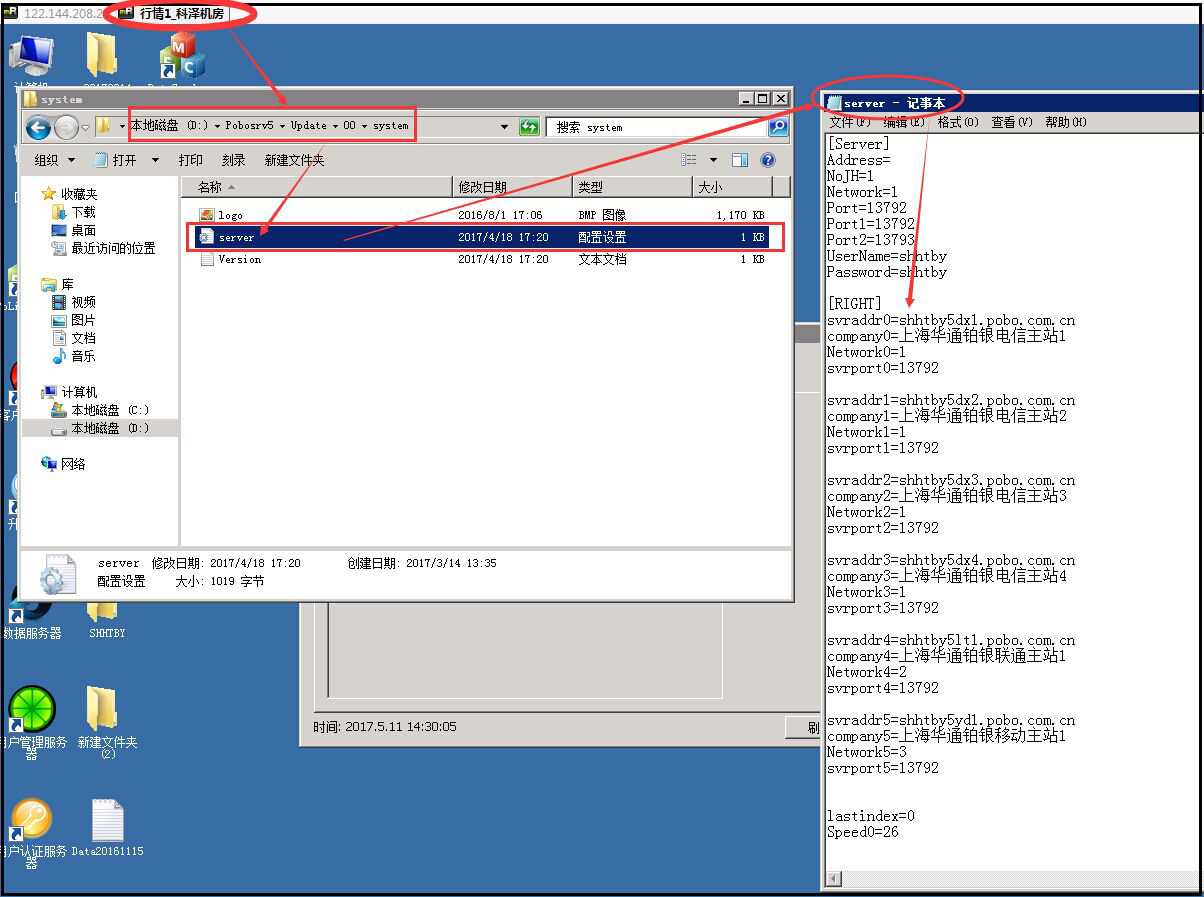 122.144.208.2
行情1_科泽机房
system
本地磁盘 (D:) Pobosrv5 Update 00 system
搜索 system
组织 打开 打印 刻录 新建文件夹
收藏夹
下载
桌面
最近访问的位置
库
视频
图片
文档
音乐
计算机
本地磁盘 (C:)
本地磁盘 (D:)
网络
名称 修改日期 类型 大小
logo 2016/8/1 17:06 BMP 图像 1,170 KB
server 2017/4/18 17:20 配置设置 1 KB
Version 2017/4/18 17:20 文本文档 1 KB
server 修改日期: 2017/4/18 17:20 创建日期: 2017/3/14 13:35
配置设置 大小: 1019 字节
数据服务器
SHHTBY
时间: 2017.5.11 14:30:05
刷
户管理服务
器
新建文件夹
(2)
户认证服务
器
Data20161115
server - 记事本
文件(F) 编辑(E) 格式(O) 查看(V) 帮助(H)
[Server]
Address=
NoJH=1
Network=1
Port=13792
Port1=13792
Port2=13793
UserName=shhtby
Password=shhtby
[RIGHT]
svraddr0=shhtby5dx1.pobo.com.cn
company0=上海华通铂银电信主站1
Network0=1
svrport0=13792
svraddr1=shhtby5dx2.pobo.com.cn
company1=上海华通铂银电信主站2
Network1=1
svrport1=13792
svraddr2=shhtby5dx3.pobo.com.cn
company2=上海华通铂银电信主站3
Network2=1
svrport2=13792
svraddr3=shhtby5dx4.pobo.com.cn
company3=上海华通铂银电信主站4
Network3=1
svrport3=13792
svraddr4=shhtby5lt1.pobo.com.cn
company4=上海华通铂银联通主站1
Network4=2
svrport4=13792
svraddr5=shhtby5yd1.pobo.com.cn
company5=上海华通铂银移动主站1
Network5=3
svrport5=13792
lastindex=0
Speed0=26